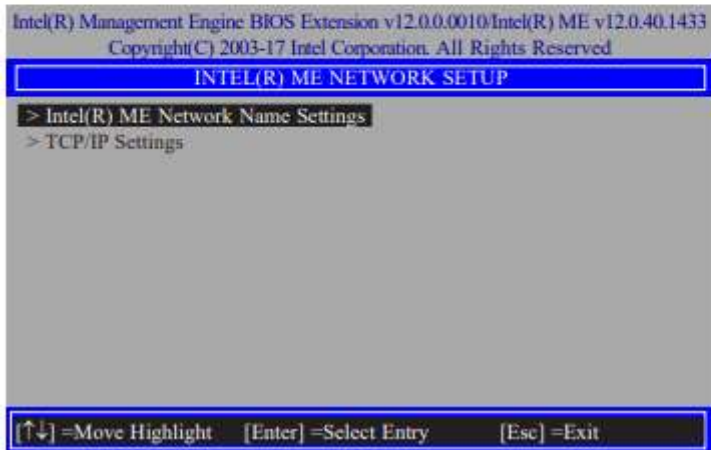 Intel(R) Management Engine BIOS Extension v12.0.0.0010/Intel(R) ME v12.0.40.1433
Copyright(C) 2003-17 Intel Corporation. All Rights Reserved
INTEL(R) ME NETWORK SETUP
> Intel(R) ME Network Name Settings
> TCP/IP Settings
[↑↓] =Move Highlight [Enter] =Select Entry [Esc] =Exit